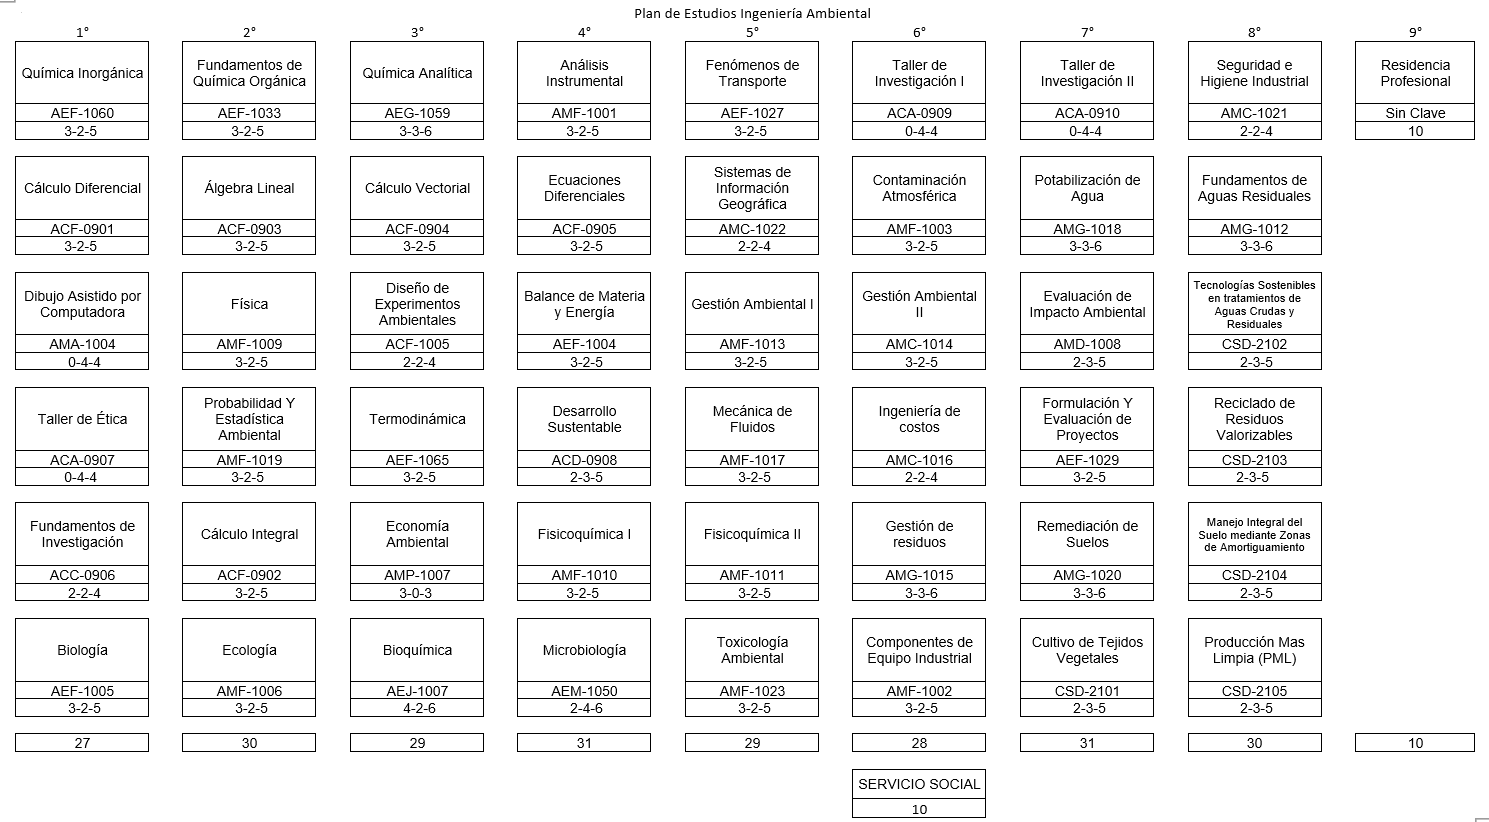 Plan de Estudios Ingeniería Ambiental
1°
2°
3°
4°
5°
6°
7°
8°
9°
Química Inorgánica
AEF-1060
3-2-5
Fundamentos de
Química Orgánica
AEF-1033
3-2-5
Química Analítica
AEG-1059
3-3-6
Análisis
Instrumental
AMF-1001
3-2-5
Fenómenos de
Transporte
AEF-1027
3-2-5
Taller de
Investigación I
ACA-0909
0-4-4
Taller de
Investigación II
ACA-0910
0-4-4
Seguridad e
Higiene Industrial
AMC-1021
2-2-4
Residencia
Profesional
Sin Clave
10
Cálculo Diferencial
ACF-0901
3-2-5
Álgebra Lineal
ACF-0903
3-2-5
Cálculo Vectorial
ACF-0904
3-2-5
Ecuaciones
Diferenciales
ACF-0905
3-2-5
Sistemas de
Información
Geográfica
AMC-1022
2-2-4
Contaminación
Atmosférica
AMF-1003
3-2-5
Potabilización de
Agua
AMG-1018
3-3-6
Fundamentos de
Aguas Residuales
AMG-1012
3-3-6
Dibujo Asistido por
Computadora
AMA-1004
0-4-4
Física
AMF-1009
3-2-5
Diseño de
Experimentos
Ambientales
ACF-1005
2-2-4
Balance de Materia
y Energía
AEF-1004
3-2-5
Gestión Ambiental I
AMF-1013
3-2-5
Gestión Ambiental
II
AMC-1014
3-2-5
Evaluación de
Impacto Ambiental
AMD-1008
2-3-5
Tecnologías Sostenibles
en tratamientos de
Aguas Crudas y
Residuales
CSD-2102
2-3-5
Taller de Ética
ACA-0907
0-4-4
Probabilidad Y
Estadística
Ambiental
AMF-1019
3-2-5
Termodinámica
AEF-1065
3-2-5
Desarrollo
Sustentable
ACD-0908
2-3-5
Mecánica de
Fluidos
AMF-1017
3-2-5
Ingeniería de
costos
AMC-1016
2-2-4
Formulación Y
Evaluación de
Proyectos
AEF-1029
3-2-5
Reciclado de
Residuos
Valorizables
CSD-2103
2-3-5
Fundamentos de
Investigación
ACC-0906
2-2-4
Cálculo Integral
ACF-0902
3-2-5
Economía
Ambiental
AMP-1007
3-0-3
Fisicoquímica I
AMF-1010
3-2-5
Fisicoquímica II
AMF-1011
3-2-5
Gestión de
residuos
AMG-1015
3-3-6
Remediación de
Suelos
AMG-1020
3-3-6
Manejo Integral del
Suelo mediante Zonas
de Amortiguamiento
CSD-2104
2-3-5
Biología
AEF-1005
3-2-5
Ecología
AMF-1006
3-2-5
Bioquímica
AEJ-1007
4-2-6
Microbiología
AEM-1050
2-4-6
Toxicología
Ambiental
AMF-1023
3-2-5
Componentes de
Equipo Industrial
AMF-1002
3-2-5
Cultivo de Tejidos
Vegetales
CSD-2101
2-3-5
Producción Mas
Limpia (PML)
CSD-2105
2-3-5
27
30
29
31
29
28
31
30
10
SERVICIO SOCIAL
10